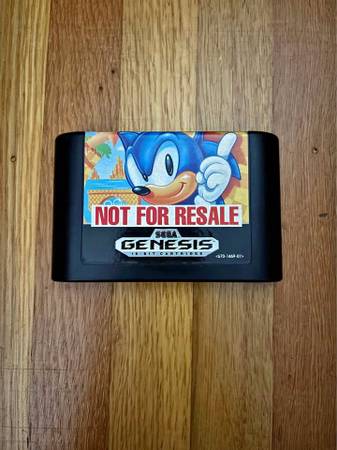 NOT FOR RESALE
SEGA
GENESIS
16-BIT CARTRIDGE